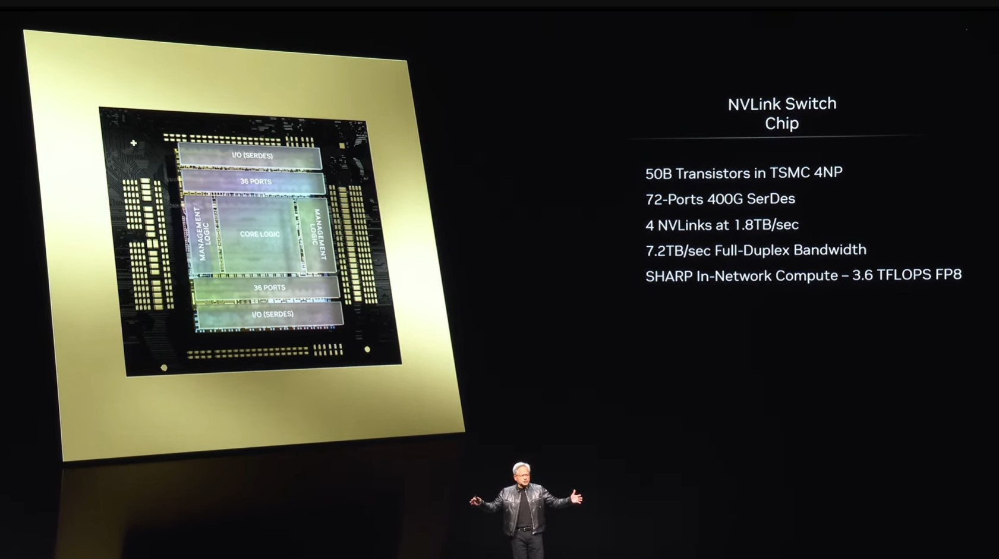 NVLink Switch
Chip
50B Transistors in TSMC 4NP
72-Ports 400G SerDes
4 NVLinks at 1.8TB/sec
7.2TB/sec Full-Duplex Bandwidth
SHARP In-Network Compute – 3.6 TFLOPS FP8
I/O (SERDES)
36 PORTS
MANAGEMENT
LOGIC
CORE LOGIC
MANAGEMENT
LOGIC
36 PORTS
I/O (SERDES)